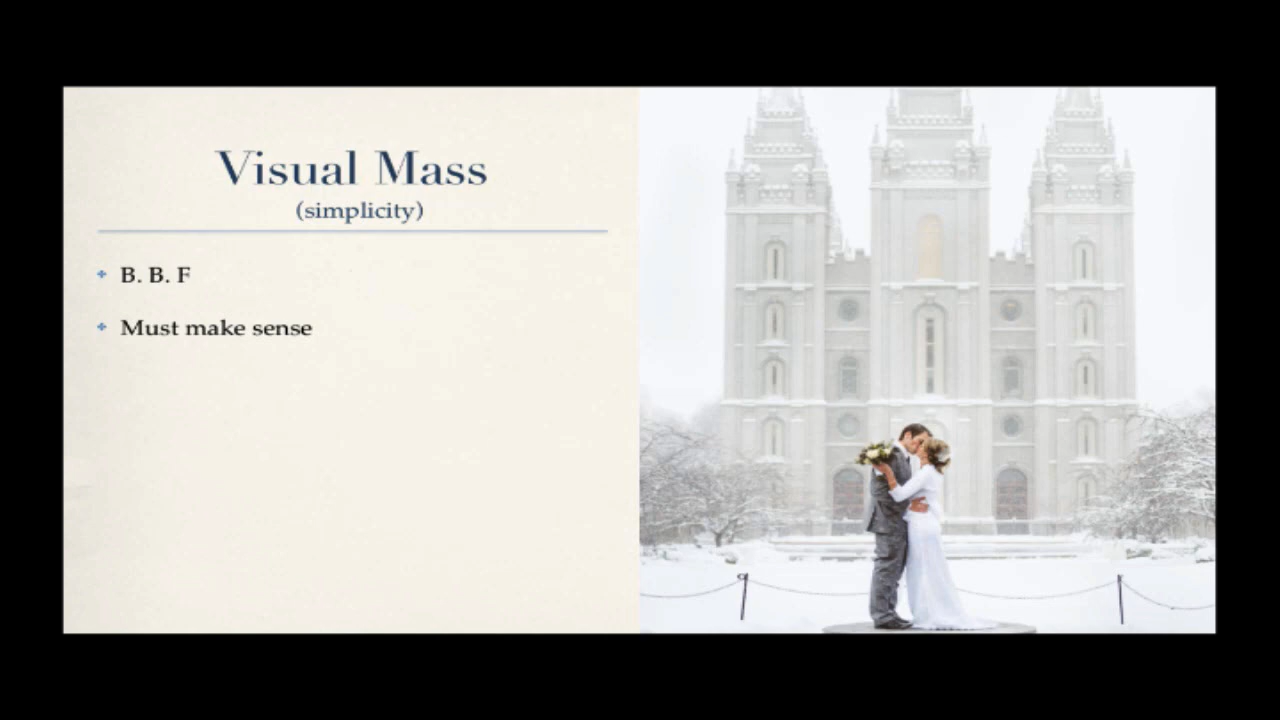 Visual Mass
(simplicity)
B. B. F
Must make sense